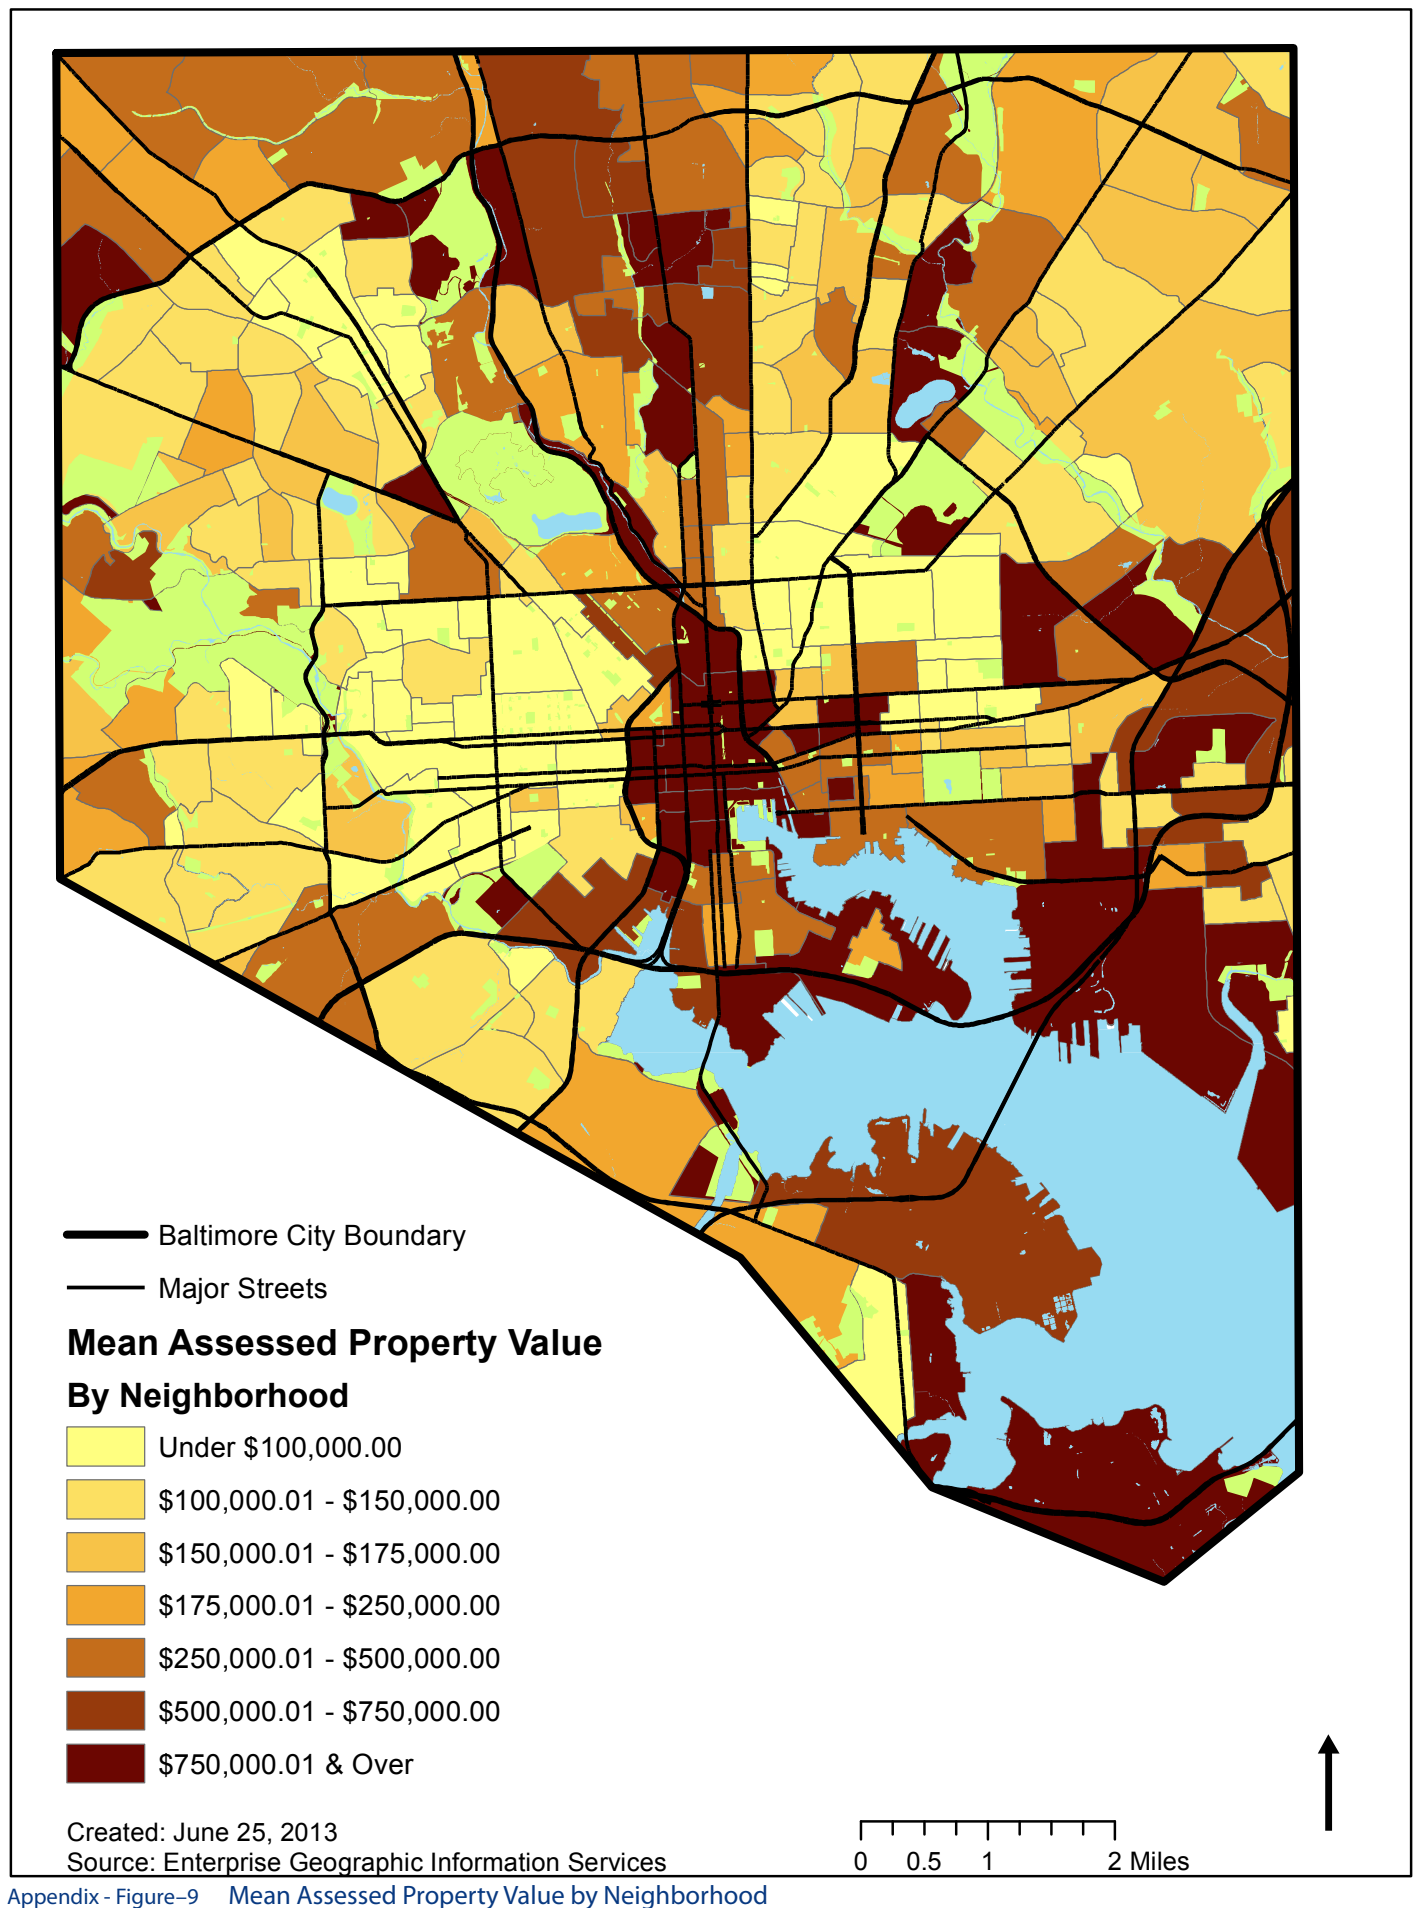 Baltimore City Boundary
Major Streets
Mean Assessed Property Value
By Neighborhood
Under $100,000.00
$100,000.01 - $150,000.00
$150,000.01 - $175,000.00
$175,000.01 - $250,000.00
$250,000.01 - $500,000.00
$500,000.01 - $750,000.00
$750,000.01 & Over
Created: June 25, 2013
Source: Enterprise Geographic Information Services
0 0.5 1 2 Miles
Appendix - Figure–9 Mean Assessed Property Value by Neighborhood